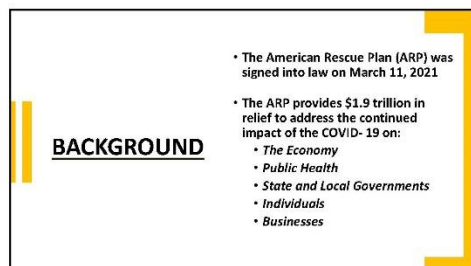 BACKGROUND
• The American Rescue Plan (ARP) was
signed into law on March 11, 2021
• The ARP provides $1.9 trillion in
relief to address the continued
impact of the COVID- 19 on:
• The Economy
• Public Health
• State and Local Governments
• Individuals
• Businesses